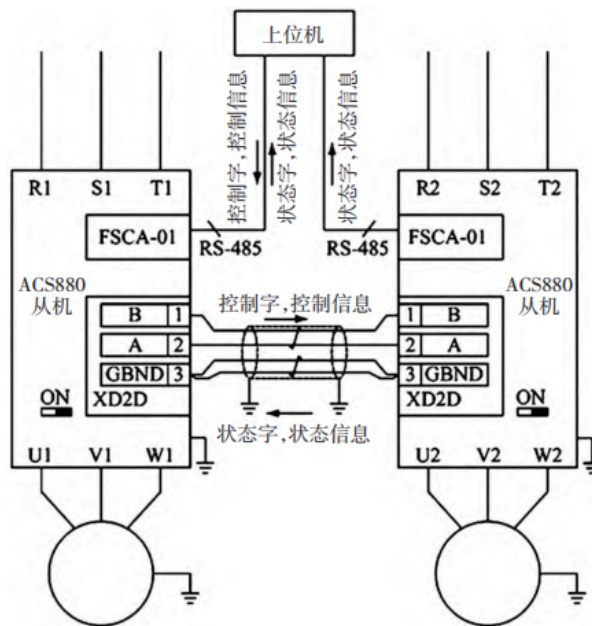 上位机
控制字,控制信息
状态字,状态信息
状态字,状态信息
R1 S1 T1
R2 S2 T2
FSCA-01
RS-485
RS-485
FSCA-01
ACS880
从机
ACS880
从机
控制字,控制信息
B 1
A 2
GBND 3
XD2D
ON
1 B
2 A
3 GBND
XD2D
ON
状态字,状态信息
U1 V1 W1
U2 V2 W2